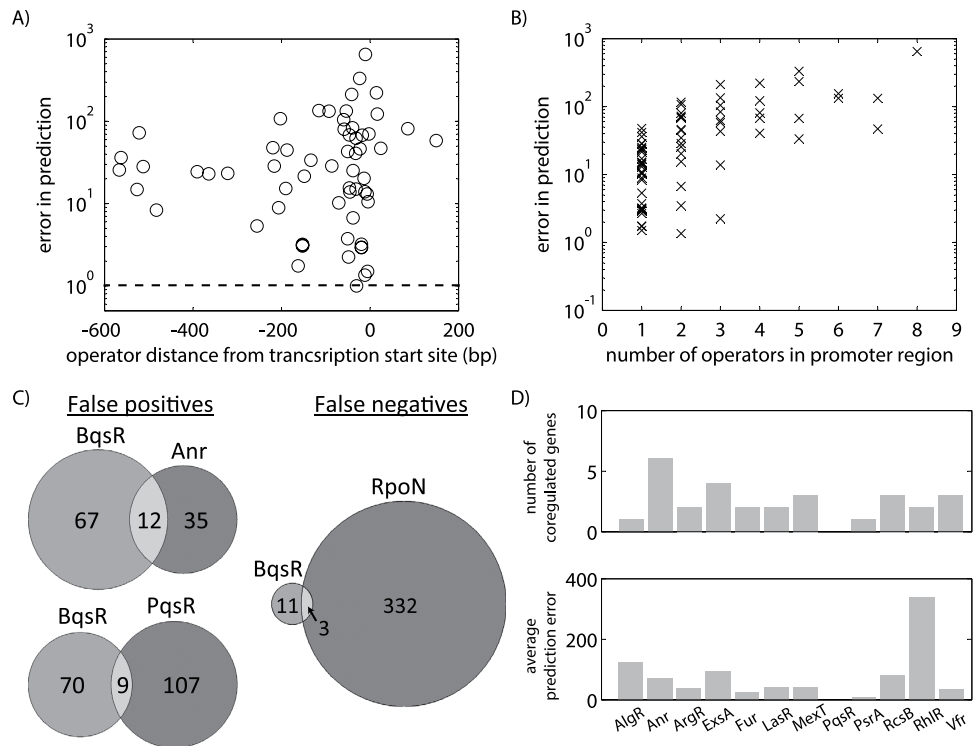 A)
10^3
10^2
10^1
10^0
error in prediction
-600
-400
-200
0
200
operator distance from trancsription start site (bp)
B)
10^3
10^2
10^1
10^0
10^-1
error in prediction
0 1 2 3 4 5 6 7 8 9
number of operators in promoter region
C)
False positives
BqsR
Anr
67
12
35
BqsR
PqsR
70
9
107
False negatives
RpoN
BqsR
11
332
3
D)
10
5
0
number of
coregulated genes
400
200
0
average
prediction error
AlgR
Anr
ArgR
ExsA
Fur
LasR
MexT
PqsR
PsrA
RcsB
RhlR
Vfr